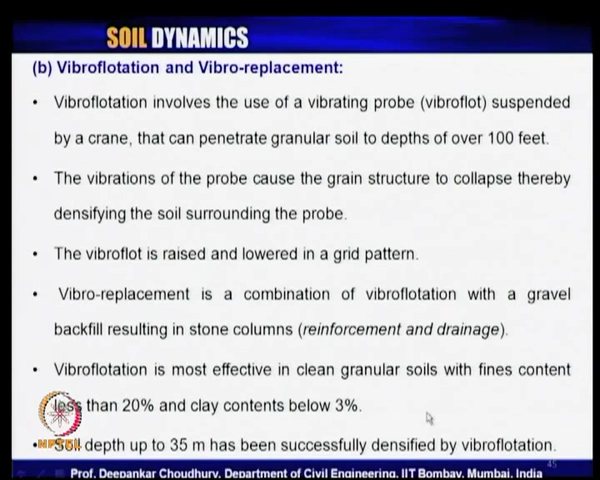 SOIL DYNAMICS
(b) Vibroflotation and Vibro-replacement:
• Vibroflotation involves the use of a vibrating probe (vibroflot) suspended
by a crane, that can penetrate granular soil to depths of over 100 feet.
• The vibrations of the probe cause the grain structure to collapse thereby
densifying the soil surrounding the probe.
• The vibroflot is raised and lowered in a grid pattern.
• Vibro-replacement is a combination of vibroflotation with a gravel
backfill resulting in stone columns (reinforcement and drainage).
• Vibroflotation is most effective in clean granular soils with fines content
less than 20% and clay contents below 3%.
• Soil depth up to 35 m has been successfully densified by vibroflotation.
NPTEL
45
Prof. Deepankar Choudhury, Department of Civil Engineering, IIT Bombay, Mumbai, India